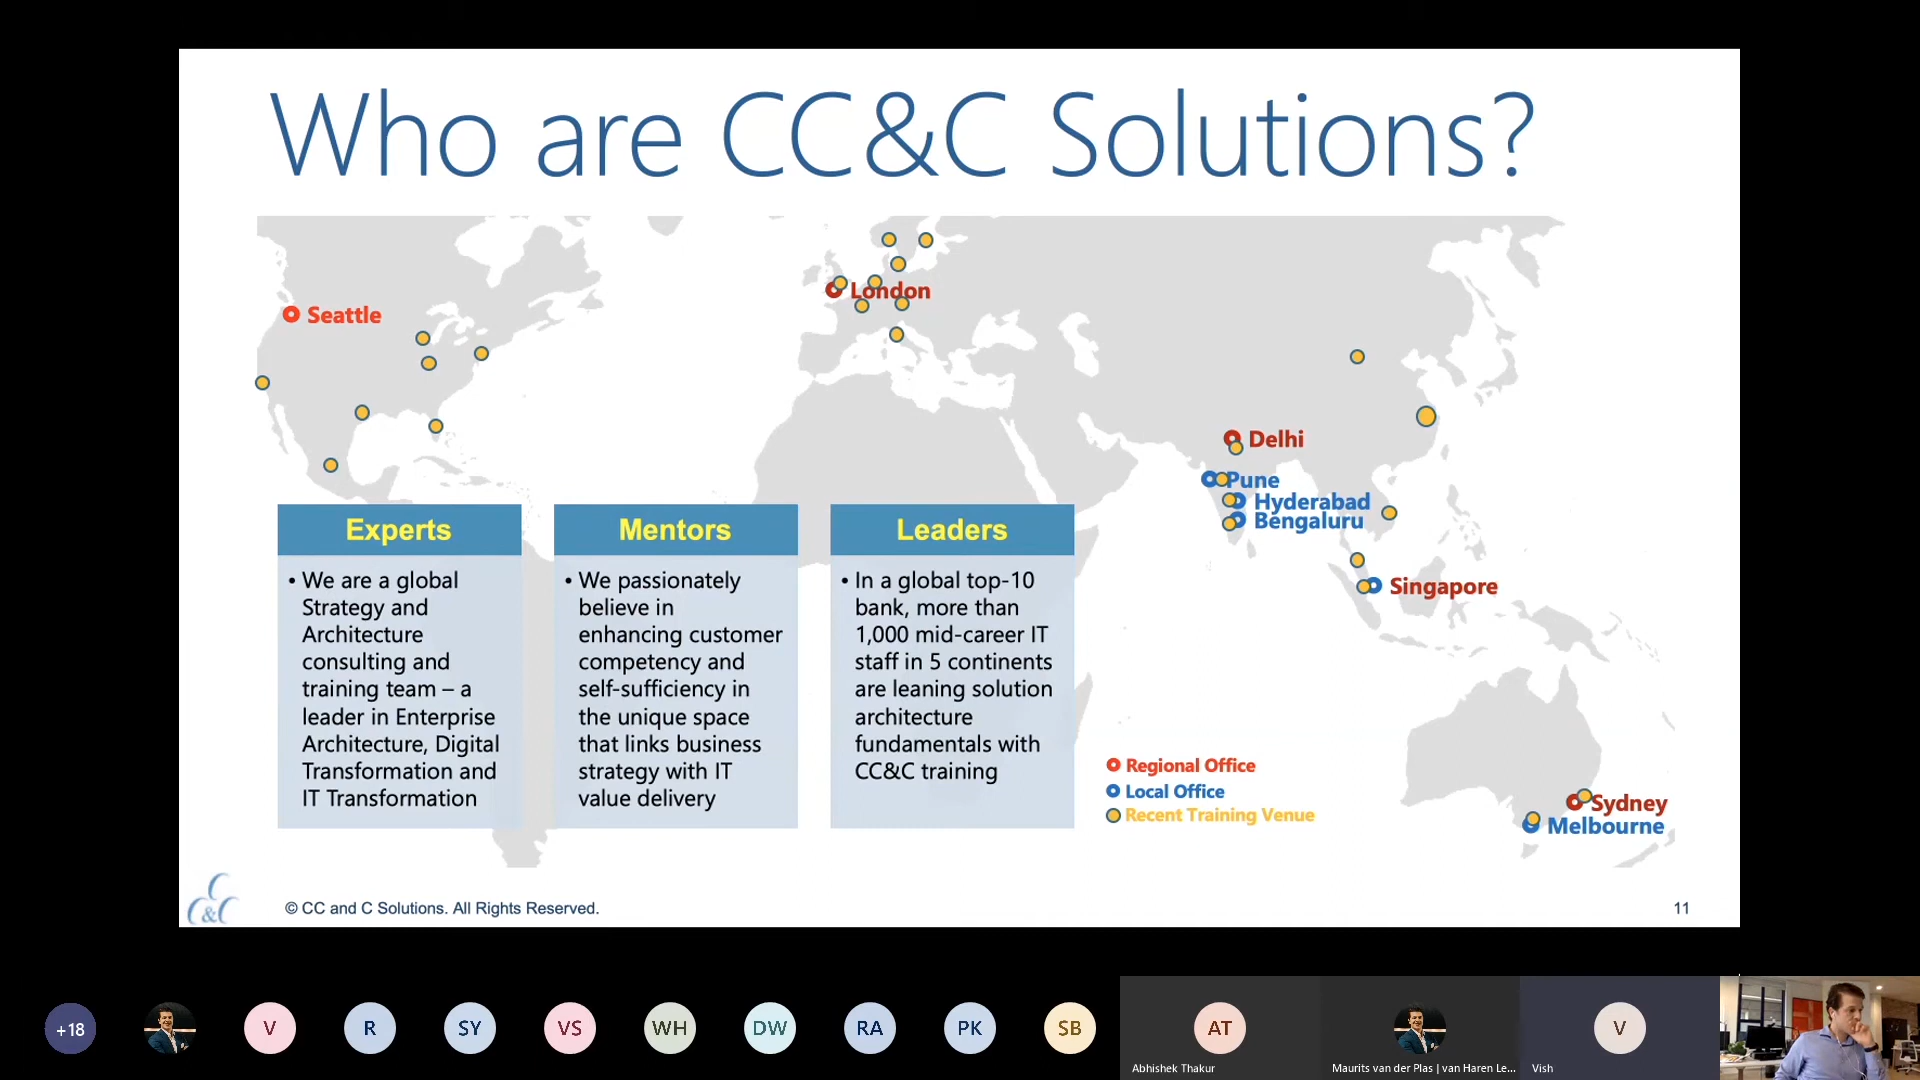 Who are CC&C Solutions?
Seattle
London
Delhi
Pune
Hyderabad
Bengaluru
Singapore
Sydney
Melbourne
Experts
• We are a global
Strategy and
Architecture
consulting and
training team – a
leader in Enterprise
Architecture, Digital
Transformation and
IT Transformation
Mentors
• We passionately
believe in
enhancing customer
competency and
self-sufficiency in
the unique space
that links business
strategy with IT
value delivery
Leaders
• In a global top-10
bank, more than
1,000 mid-career IT
staff in 5 continents
are leaning solution
architecture
fundamentals with
CC&C training
Regional Office
Local Office
Recent Training Venue
C
C&C
© CC and C Solutions. All Rights Reserved.
11
+18
V
R
SY
VS
WH
DW
RA
PK
SB
AT
V
Abhishek Thakur
Maurits van der Plas | van Haren Le...
Vish